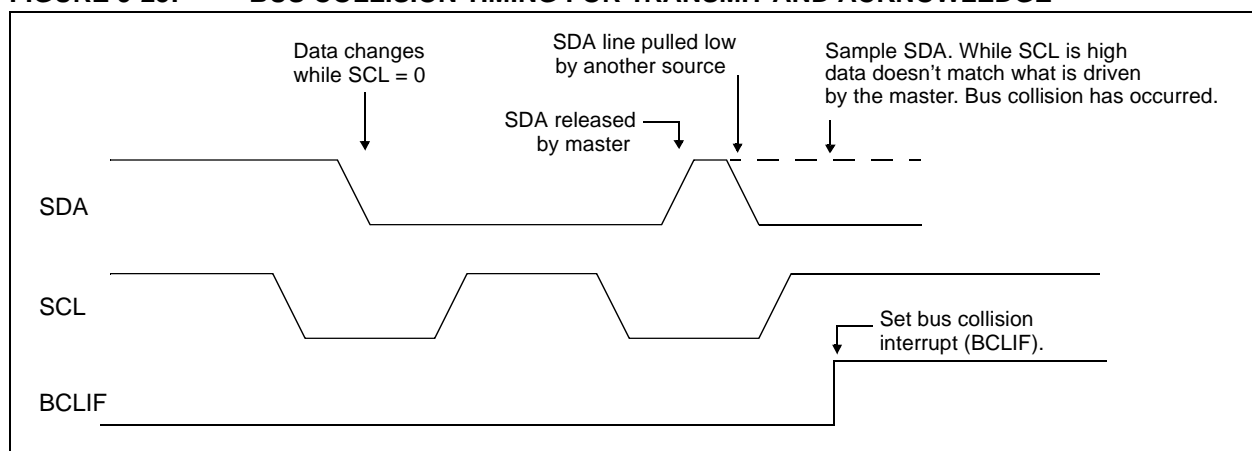 Data changes
while SCL = 0
SDA line pulled low
by another source
Sample SDA. While SCL is high
data doesn't match what is driven
by the master. Bus collision has occurred.
SDA released
by master
SDA
SCL
Set bus collision
interrupt (BCLIF).
BCLIF